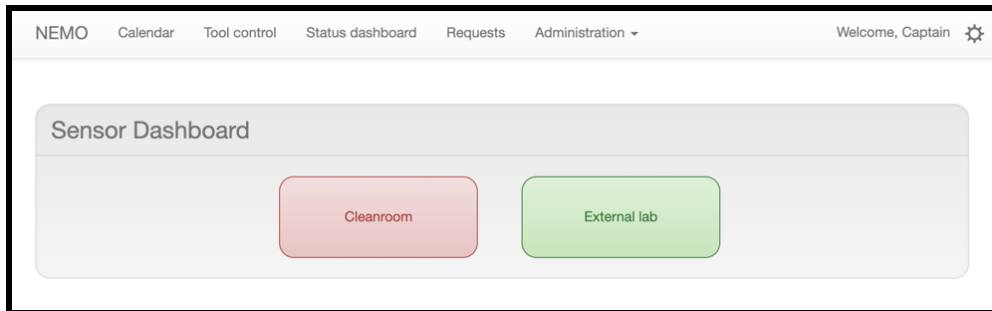 NEMO Calendar Tool control Status dashboard Requests Administration Welcome, Captain
Sensor Dashboard
Cleanroom External lab